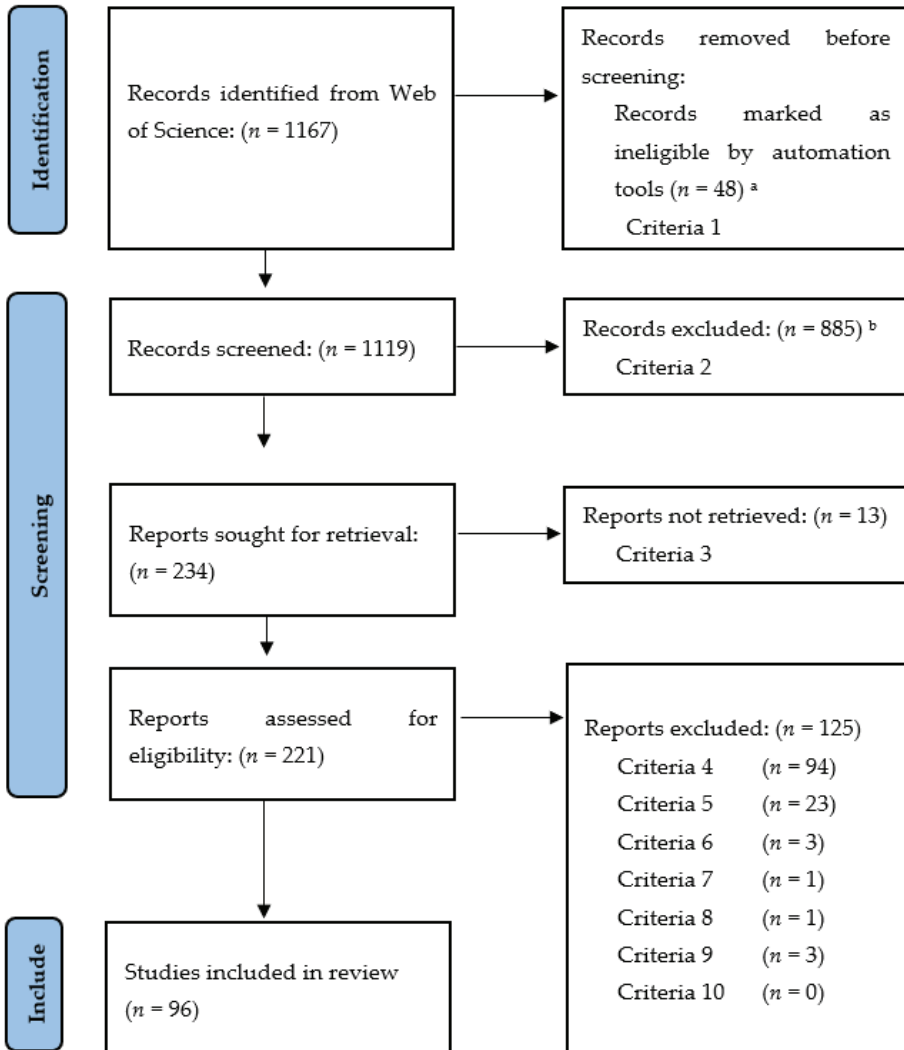 Identification
Records identified from Web
of Science: (n = 1167)
Records removed before
screening:
Records marked as
ineligible by automation
tools (n = 48) ᵃ
Criteria 1
Screening
Records screened: (n = 1119)
Records excluded: (n = 885) ᵇ
Criteria 2
Reports sought for retrieval:
(n = 234)
Reports not retrieved: (n = 13)
Criteria 3
Reports assessed for
eligibility: (n = 221)
Reports excluded: (n = 125)
Criteria 4 (n = 94)
Criteria 5 (n = 23)
Criteria 6 (n = 3)
Criteria 7 (n = 1)
Criteria 8 (n = 1)
Criteria 9 (n = 3)
Criteria 10 (n = 0)
Include
Studies included in review
(n = 96)